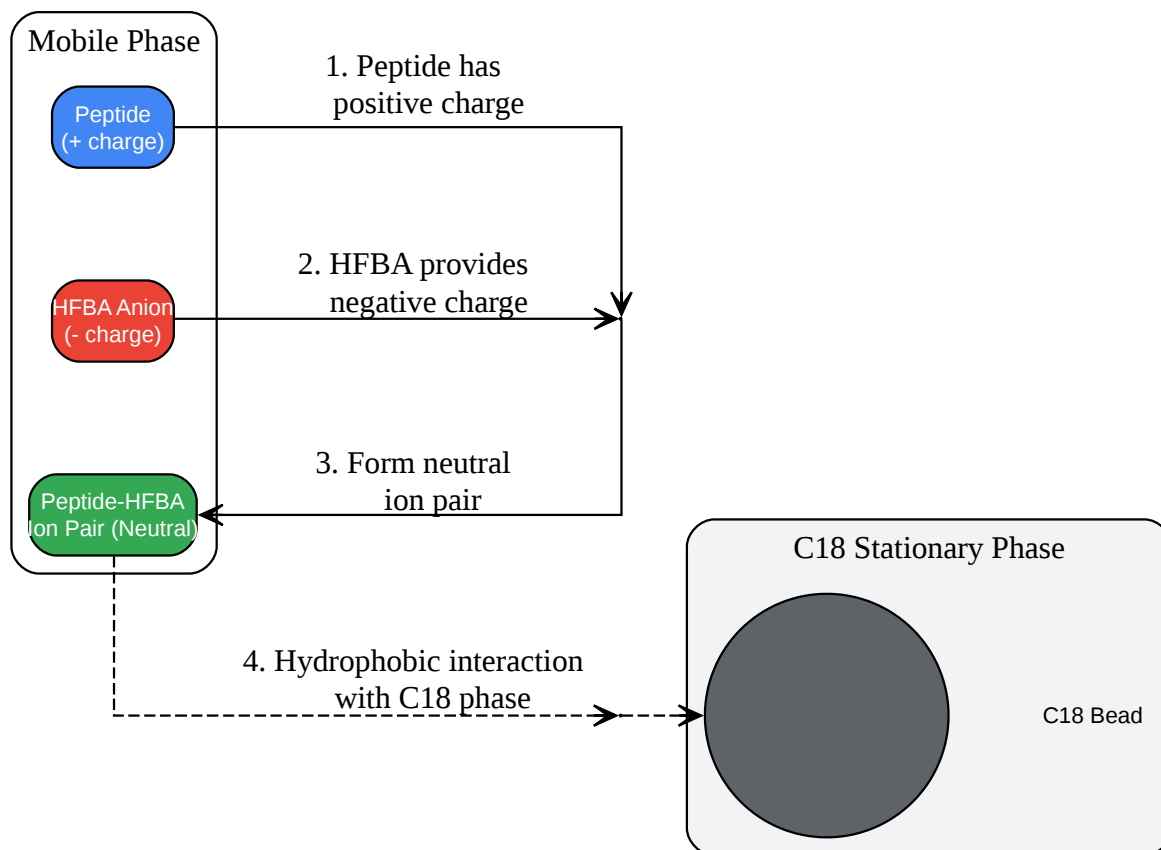 Mobile Phase
Peptide
(+ charge)
1. Peptide has
positive charge
HFBA Anion
(- charge)
2. HFBA provides
negative charge
Peptide-HFBA
Ion Pair (Neutral)
3. Form neutral
ion pair
C18 Stationary Phase
4. Hydrophobic interaction
with C18 phase
C18 Bead